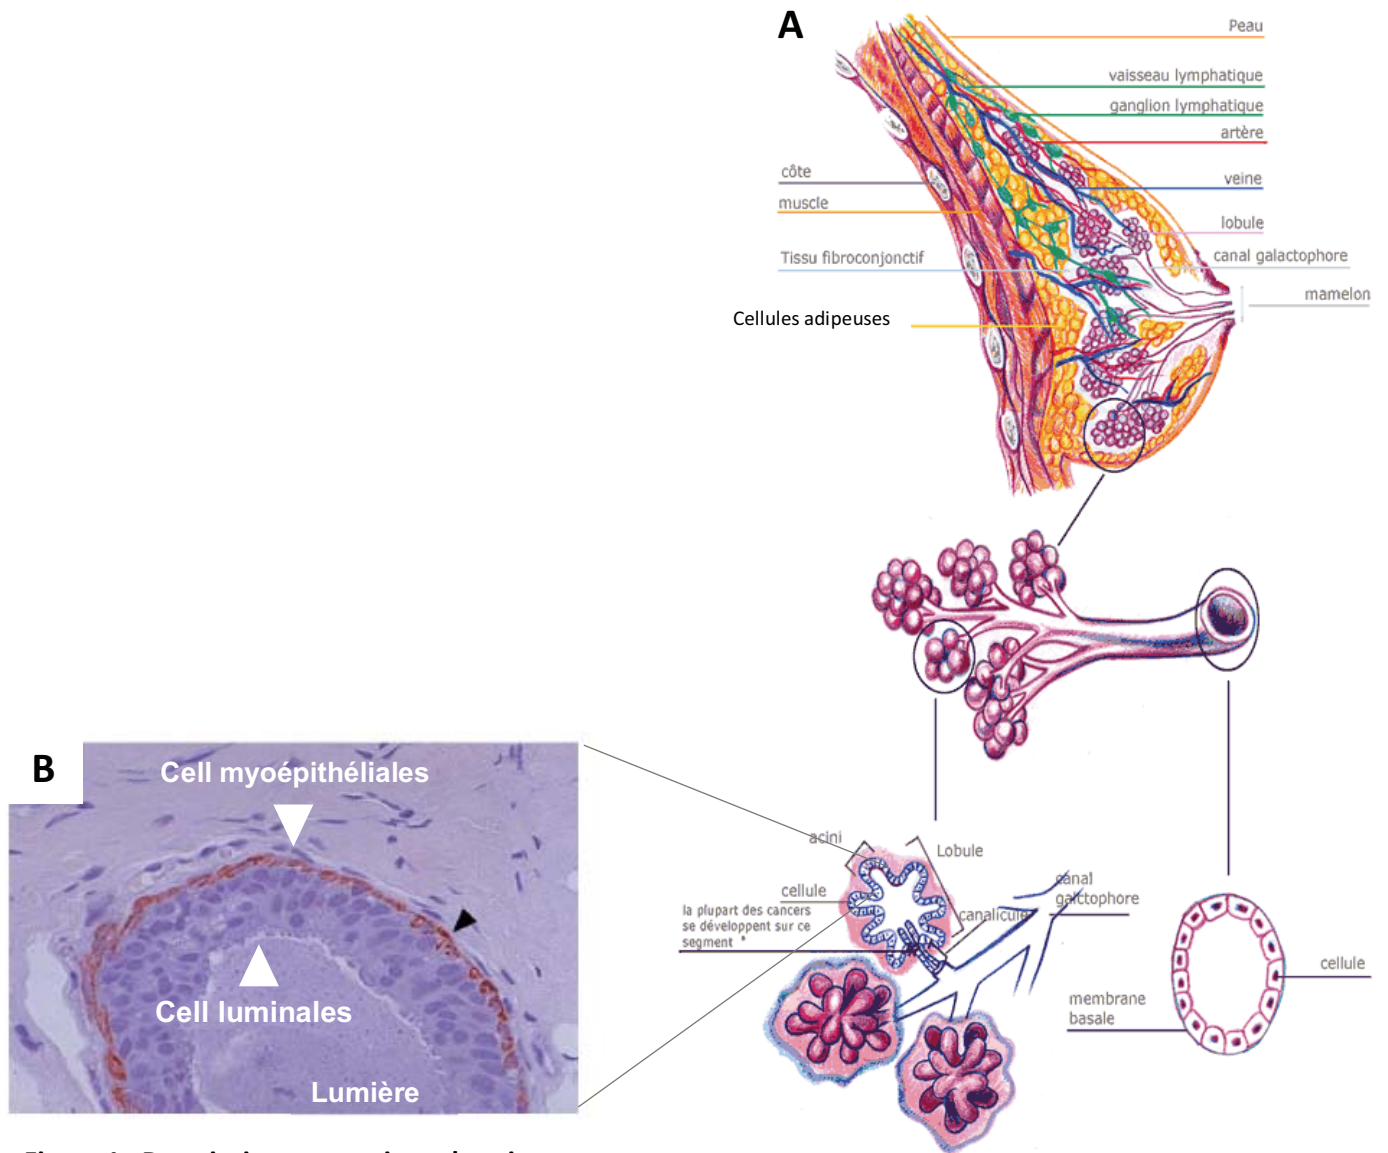 A
Peau
vaisseau lymphatique
ganglion lymphatique
artère
veine
lobule
canal galactophore
mamelon
côte
muscle
Tissu fibroconjonctif
Cellules adipeuses
B
Cell myoépithéliales
Cell luminales
Lumière
acini
Lobule
cellule
la plupart des cancers
se développent sur ce
segment *
canalicule
canal
galctophore
cellule
membrane
basale